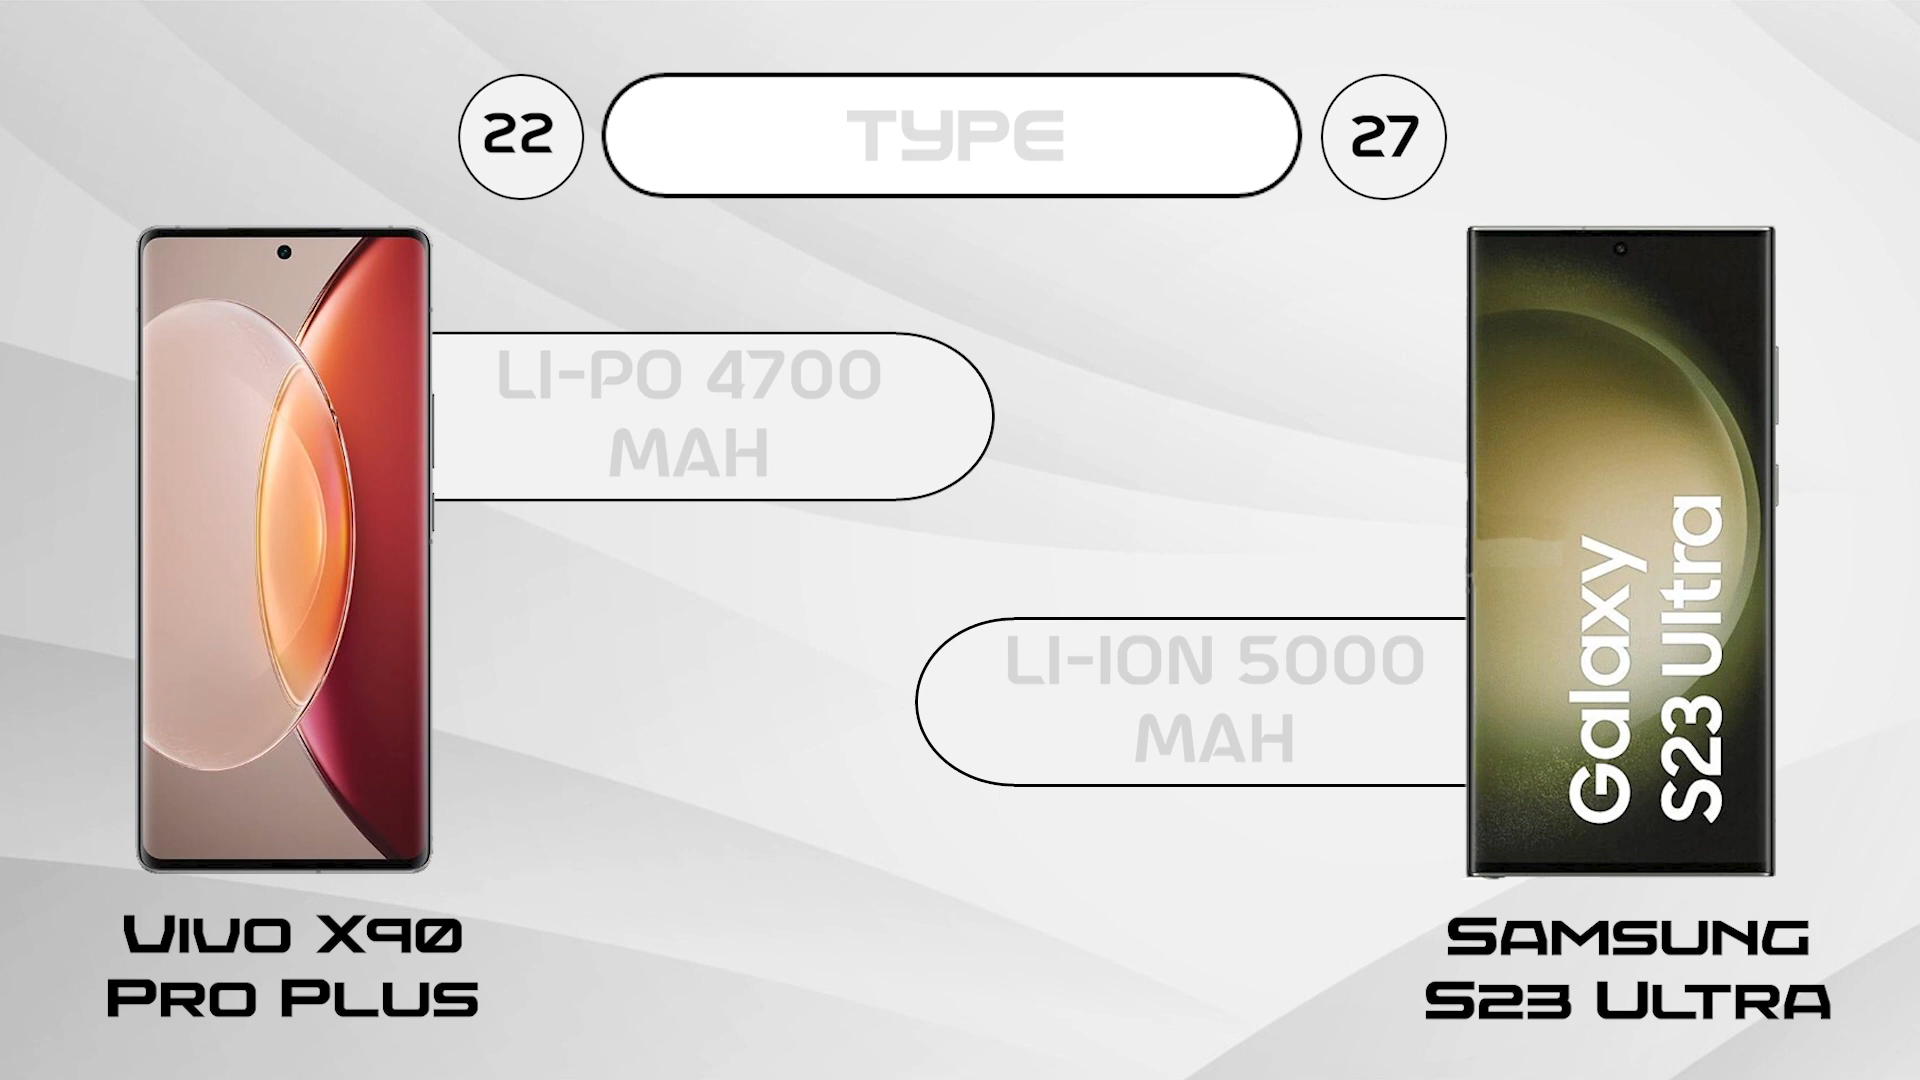 22
TYPE
27
LI-PO 4700
MAH
LI-ION 5000
MAH
Galaxy
S23 Ultra
VIVO X90
PRO PLUS
SAMSUNG
S23 ULTRA